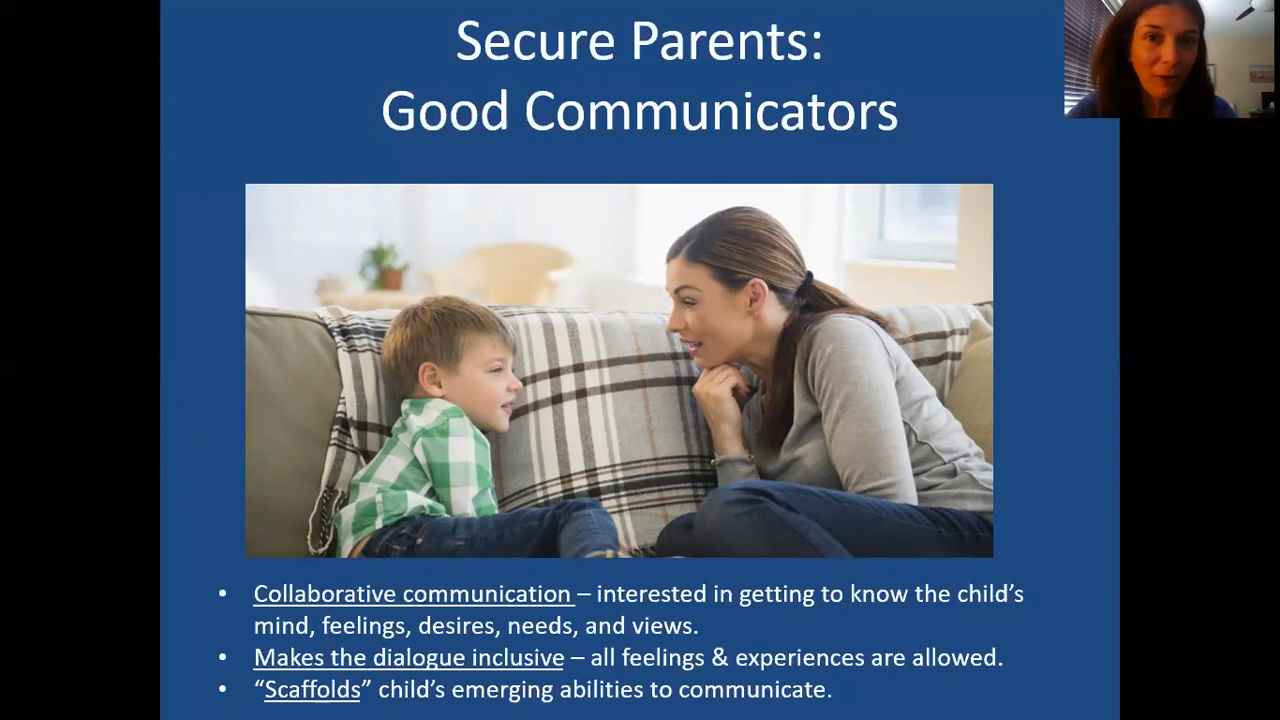 Secure Parents:
Good Communicators
• Collaborative communication – interested in getting to know the child’s
mind, feelings, desires, needs, and views.
• Makes the dialogue inclusive – all feelings & experiences are allowed.
• “Scaffolds” child’s emerging abilities to communicate.